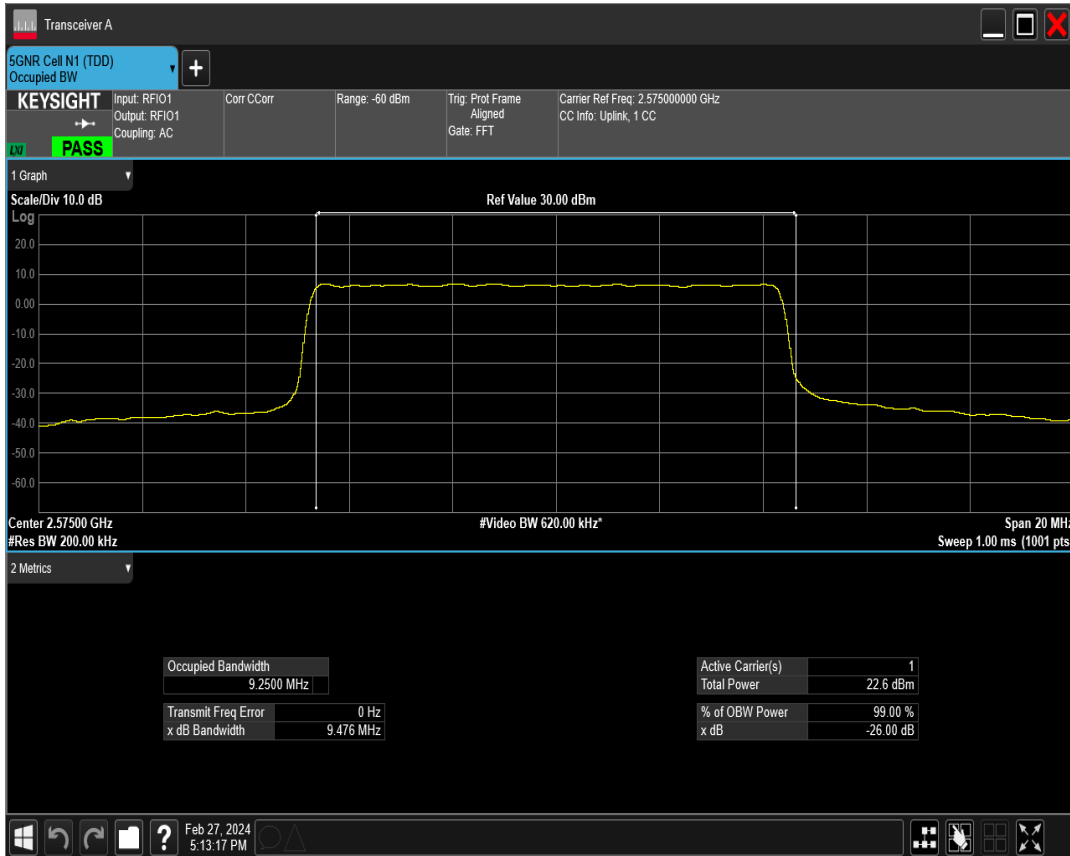 Transceiver A
5GNR Cell N1 (TDD)
Occupied BW
KEYSIGHT
LXI
PASS
Input: RFIO1
Output: RFIO1
Coupling: AC
Corr CCorr
Range: -60 dBm
Trig: Prot Frame
Aligned
Gate: FFT
Carrier Ref Freq: 2.575000000 GHz
CC Info: Uplink, 1 CC
1 Graph
Scale/Div 10.0 dB
Ref Value 30.00 dBm
Log
20.0
10.0
0.00
-10.0
-20.0
-30.0
-40.0
-50.0
-60.0
Center 2.57500 GHz
#Video BW 620.00 kHz*
Span 20 MHz
#Res BW 200.00 kHz
Sweep 1.00 ms (1001 pts
2 Metrics
Occupied Bandwidth
9.2500 MHz
Transmit Freq Error 0 Hz
x dB Bandwidth 9.476 MHz
Active Carrier(s) 1
Total Power 22.6 dBm
% of OBW Power 99.00 %
x dB -26.00 dB
?
Feb 27, 2024
5:13:17 PM